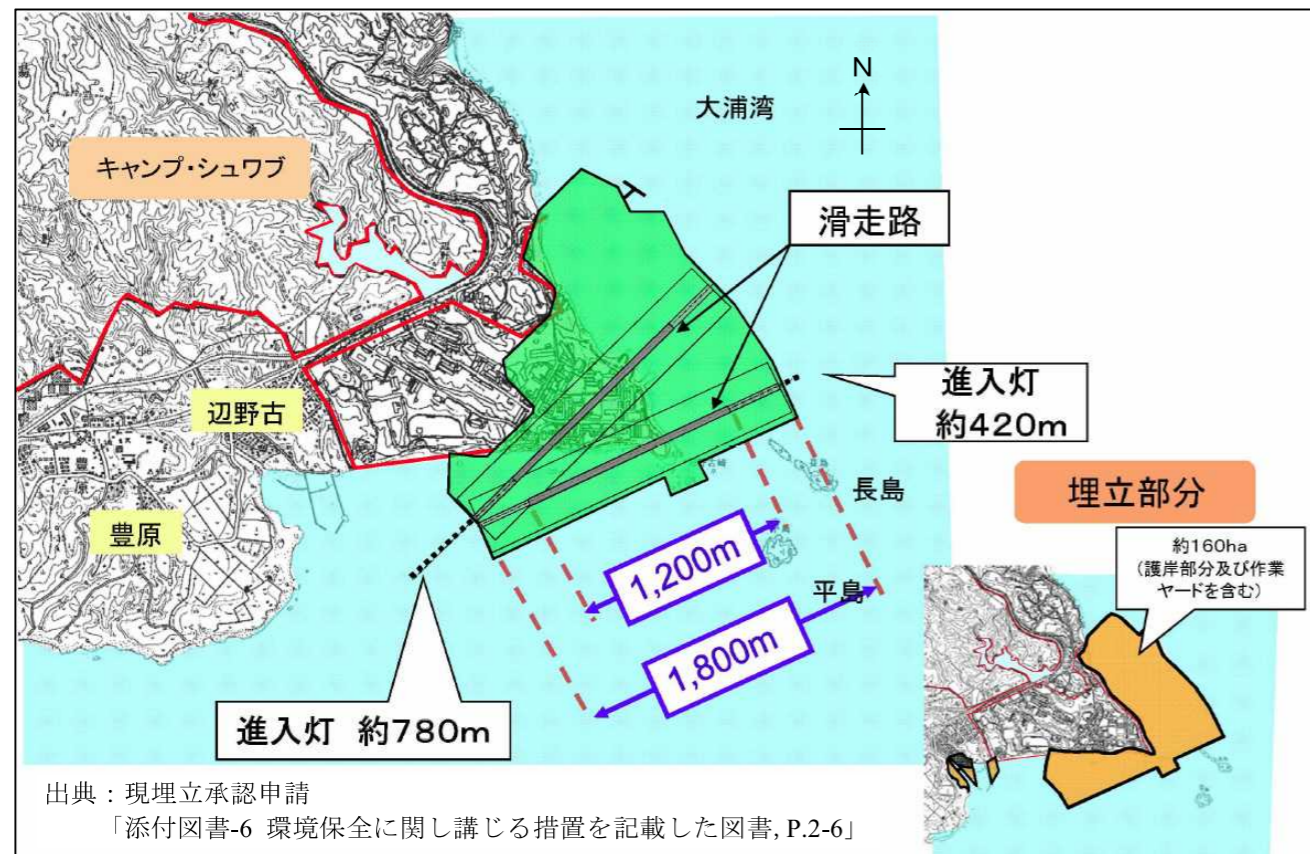 N
大浦湾
キャンプ・シュワブ
滑走路
進入灯
約420m
辺野古
長島
埋立部分
豊原
約160ha
(護岸部分及び作業
ヤードを含む)
1,200m
平島
1,800m
進入灯 約780m
出典：現埋立承認申請
「添付図書-6 環境保全に関し講じる措置を記載した図書, P.2-6」